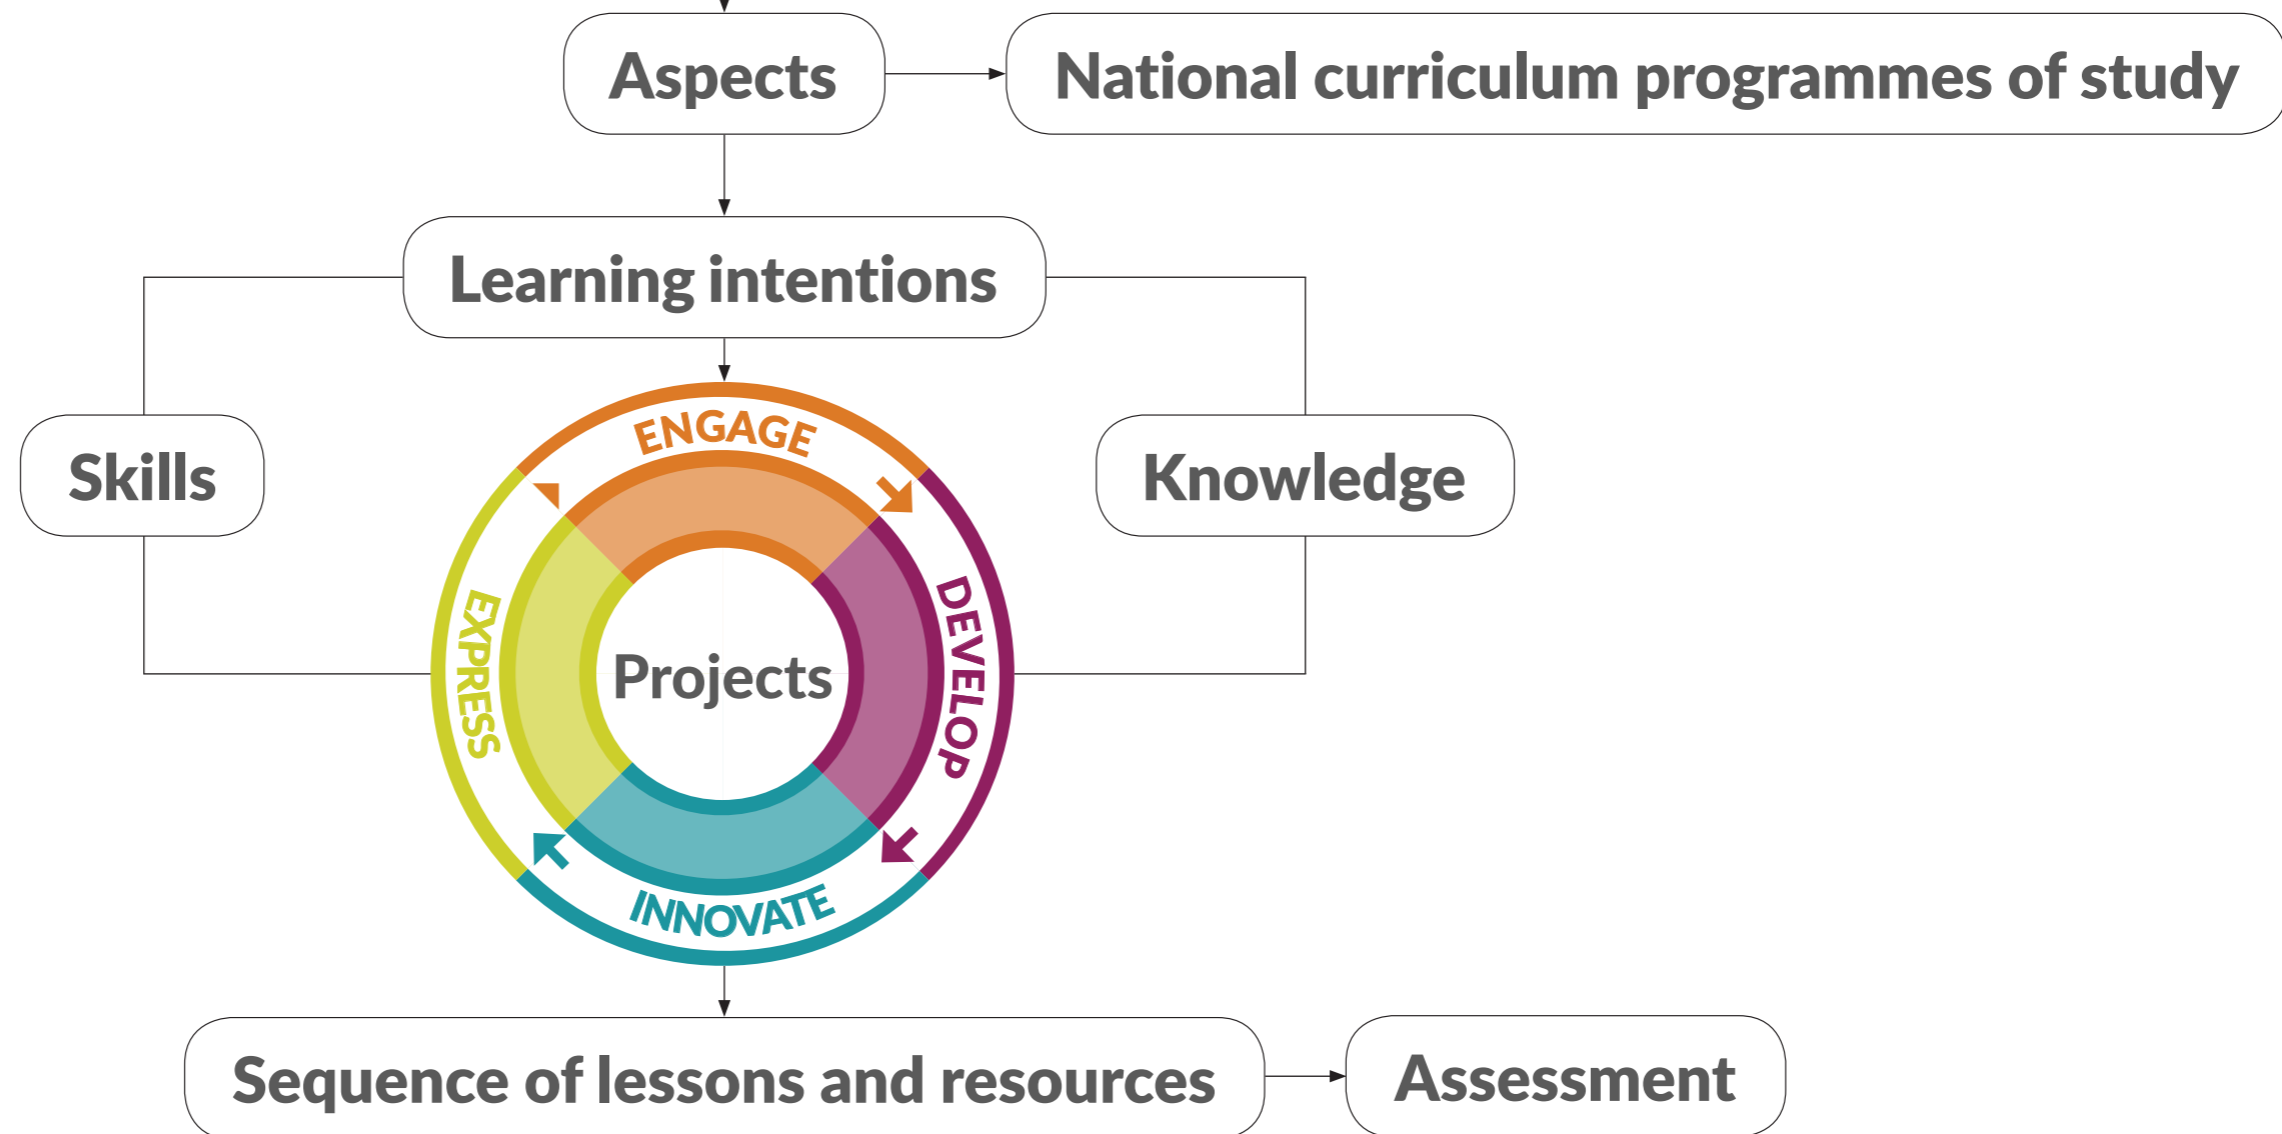 Aspects
National curriculum programmes of study
Learning intentions
Skills
Knowledge
ENGAGE
DEVELOP
INNOVATE
EXPRESS
Projects
Sequence of lessons and resources
Assessment